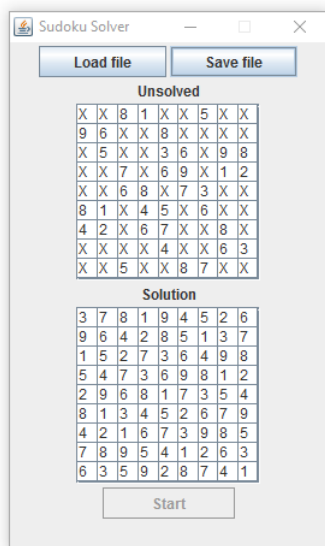 Sudoku Solver
Load file Save file
Unsolved
X X 8 1 X X 5 X X
9 6 X X 8 X X X X
X 5 X X 3 6 X 9 8
X X 7 X 6 9 X 1 2
X X 6 8 X 7 3 X X
8 1 X 4 5 X 6 X X
4 2 X 6 7 X X 8 X
X X X X 4 X X 6 3
X X 5 X X 8 7 X X
Solution
3 7 8 1 9 4 5 2 6
9 6 4 2 8 5 1 3 7
1 5 2 7 3 6 4 9 8
5 4 7 3 6 9 8 1 2
2 9 6 8 1 7 3 5 4
8 1 3 4 5 2 6 7 9
4 2 1 6 7 3 9 8 5
7 8 9 5 4 1 2 6 3
6 3 5 9 2 8 7 4 1
Start